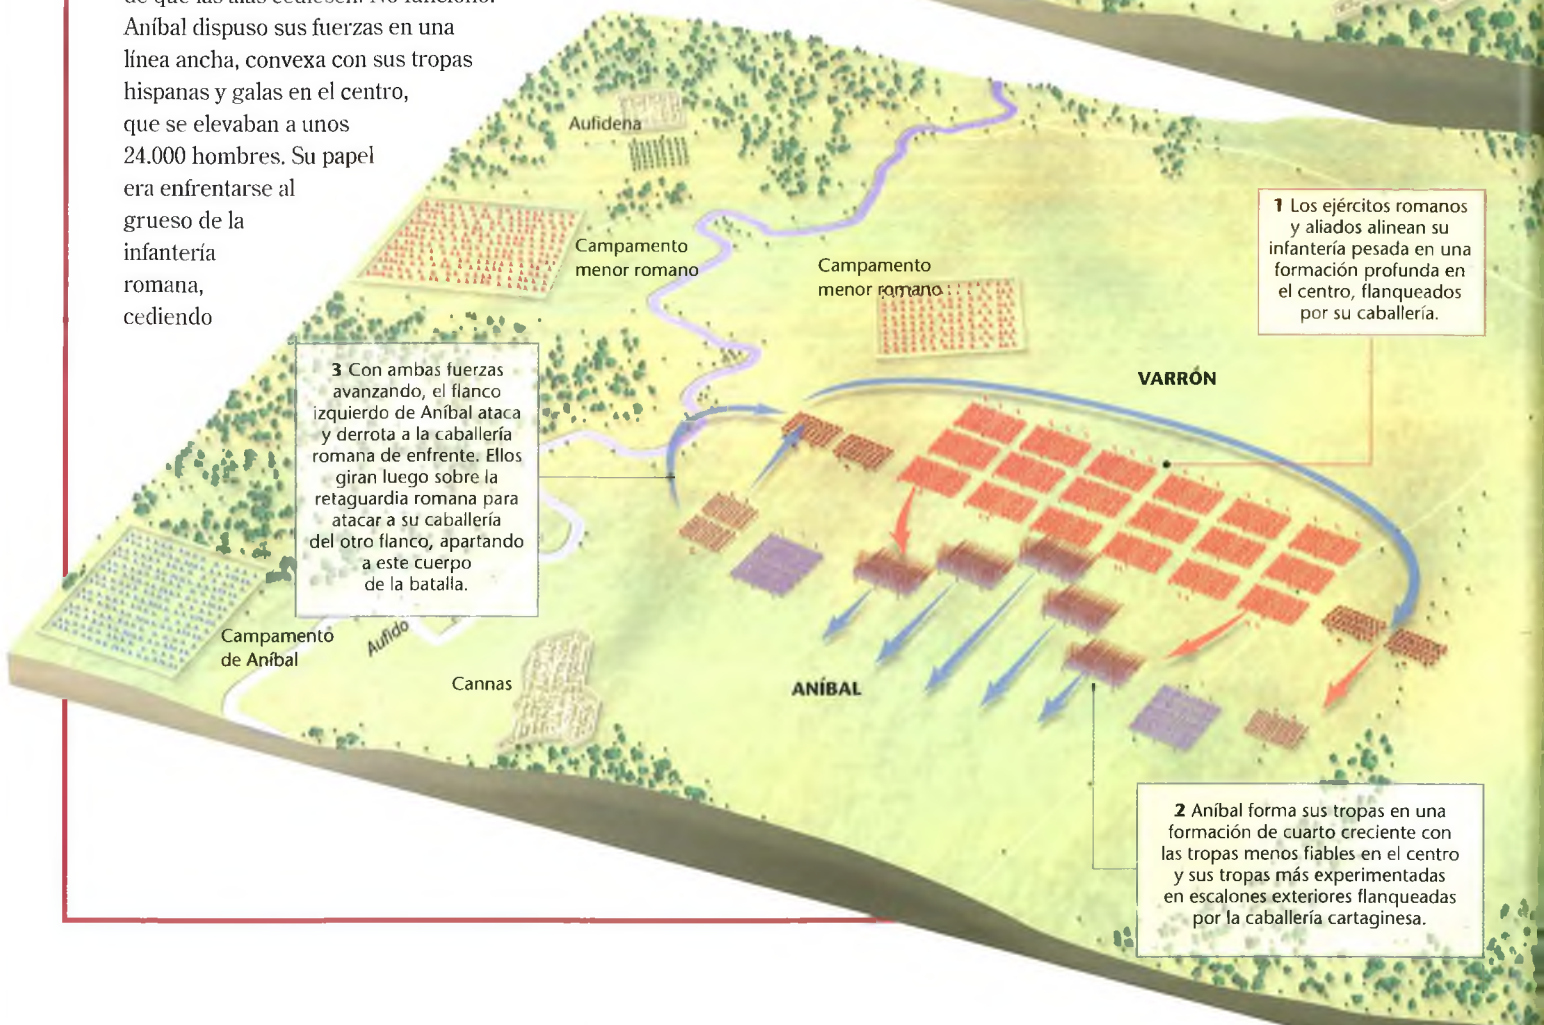 de que las alas cediesen. No funcionó.
Aníbal dispuso sus fuerzas en una
línea ancha, convexa con sus tropas
hispanas y galas en el centro,
que se elevaban a unos
24.000 hombres. Su papel
era enfrentarse al
grueso de la
infantería
romana,
cediendo
Aufidena
Campamento
menor romano
Campamento
menor romano
1 Los ejércitos romanos
y aliados alinean su
infantería pesada en una
formación profunda en
el centro, flanqueados
por su caballería.
VARRÓN
3 Con ambas fuerzas
avanzando, el flanco
izquierdo de Aníbal ataca
y derrota a la caballería
romana de enfrente. Ellos
giran luego sobre la
retaguardia romana para
atacar a su caballería
del otro flanco, apartando
a este cuerpo
de la batalla.
Campamento
de Aníbal
Aufido
Cannas
ANÍBAL
2 Aníbal forma sus tropas en una
formación de cuarto creciente con
las tropas menos fiables en el centro
y sus tropas más experimentadas
en escalones exteriores flanqueadas
por la caballería cartaginesa.